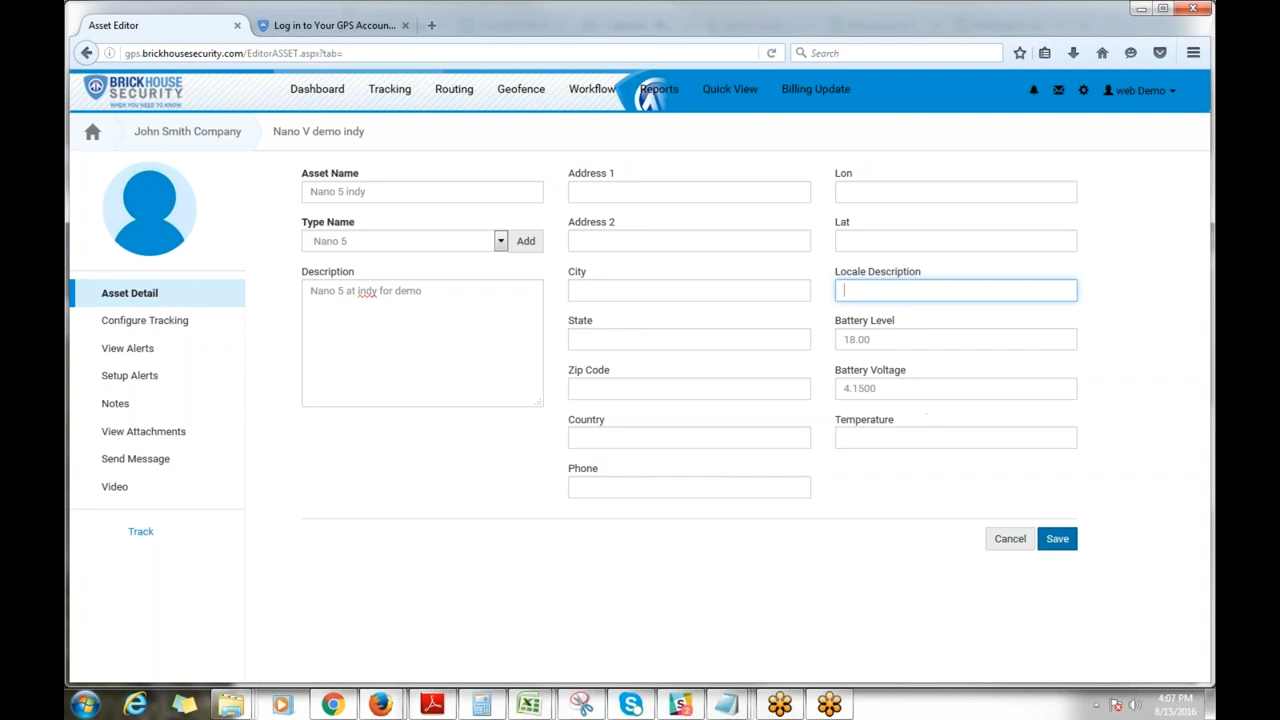 Asset Editor
Log in to Your GPS Accoun...
gps.brickhousesecurity.com/EditorASSET.aspx?tab=
Search
BRICKHOUSE
SECURITY
WHEN YOU NEED TO KNOW
Dashboard
Tracking
Routing
Geofence
Workflow
Reports
Quick View
Billing Update
web Demo
John Smith Company
Nano V demo indy
Asset Detail
Configure Tracking
View Alerts
Setup Alerts
Notes
View Attachments
Send Message
Video
Track
Asset Name
Nano 5 indy
Type Name
Nano 5
Add
Description
Nano 5 at indy for demo
Address 1
Address 2
City
State
Zip Code
Country
Phone
Lon
Lat
Locale Description
Battery Level
18.00
Battery Voltage
4.1500
Temperature
Cancel
Save
4:07 PM
8/15/2016